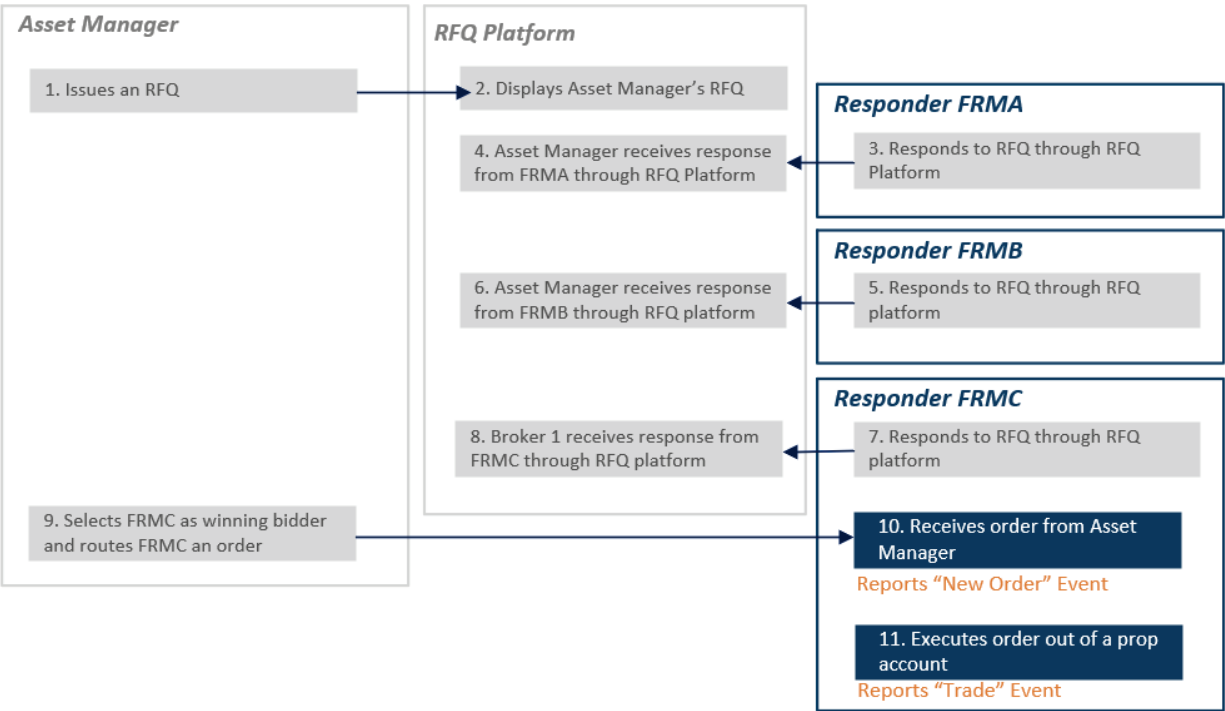 Asset Manager
RFQ Platform
1. Issues an RFQ
2. Displays Asset Manager's RFQ
Responder FRMA
4. Asset Manager receives response
from FRMA through RFQ Platform
3. Responds to RFQ through RFQ
Platform
Responder FRMB
6. Asset Manager receives response
from FRMB through RFQ platform
5. Responds to RFQ through RFQ
platform
Responder FRMC
8. Broker 1 receives response from
FRMC through RFQ platform
7. Responds to RFQ through RFQ
platform
9. Selects FRMC as winning bidder
and routes FRMC an order
10. Receives order from Asset
Manager
Reports “New Order” Event
11. Executes order out of a prop
account
Reports “Trade” Event